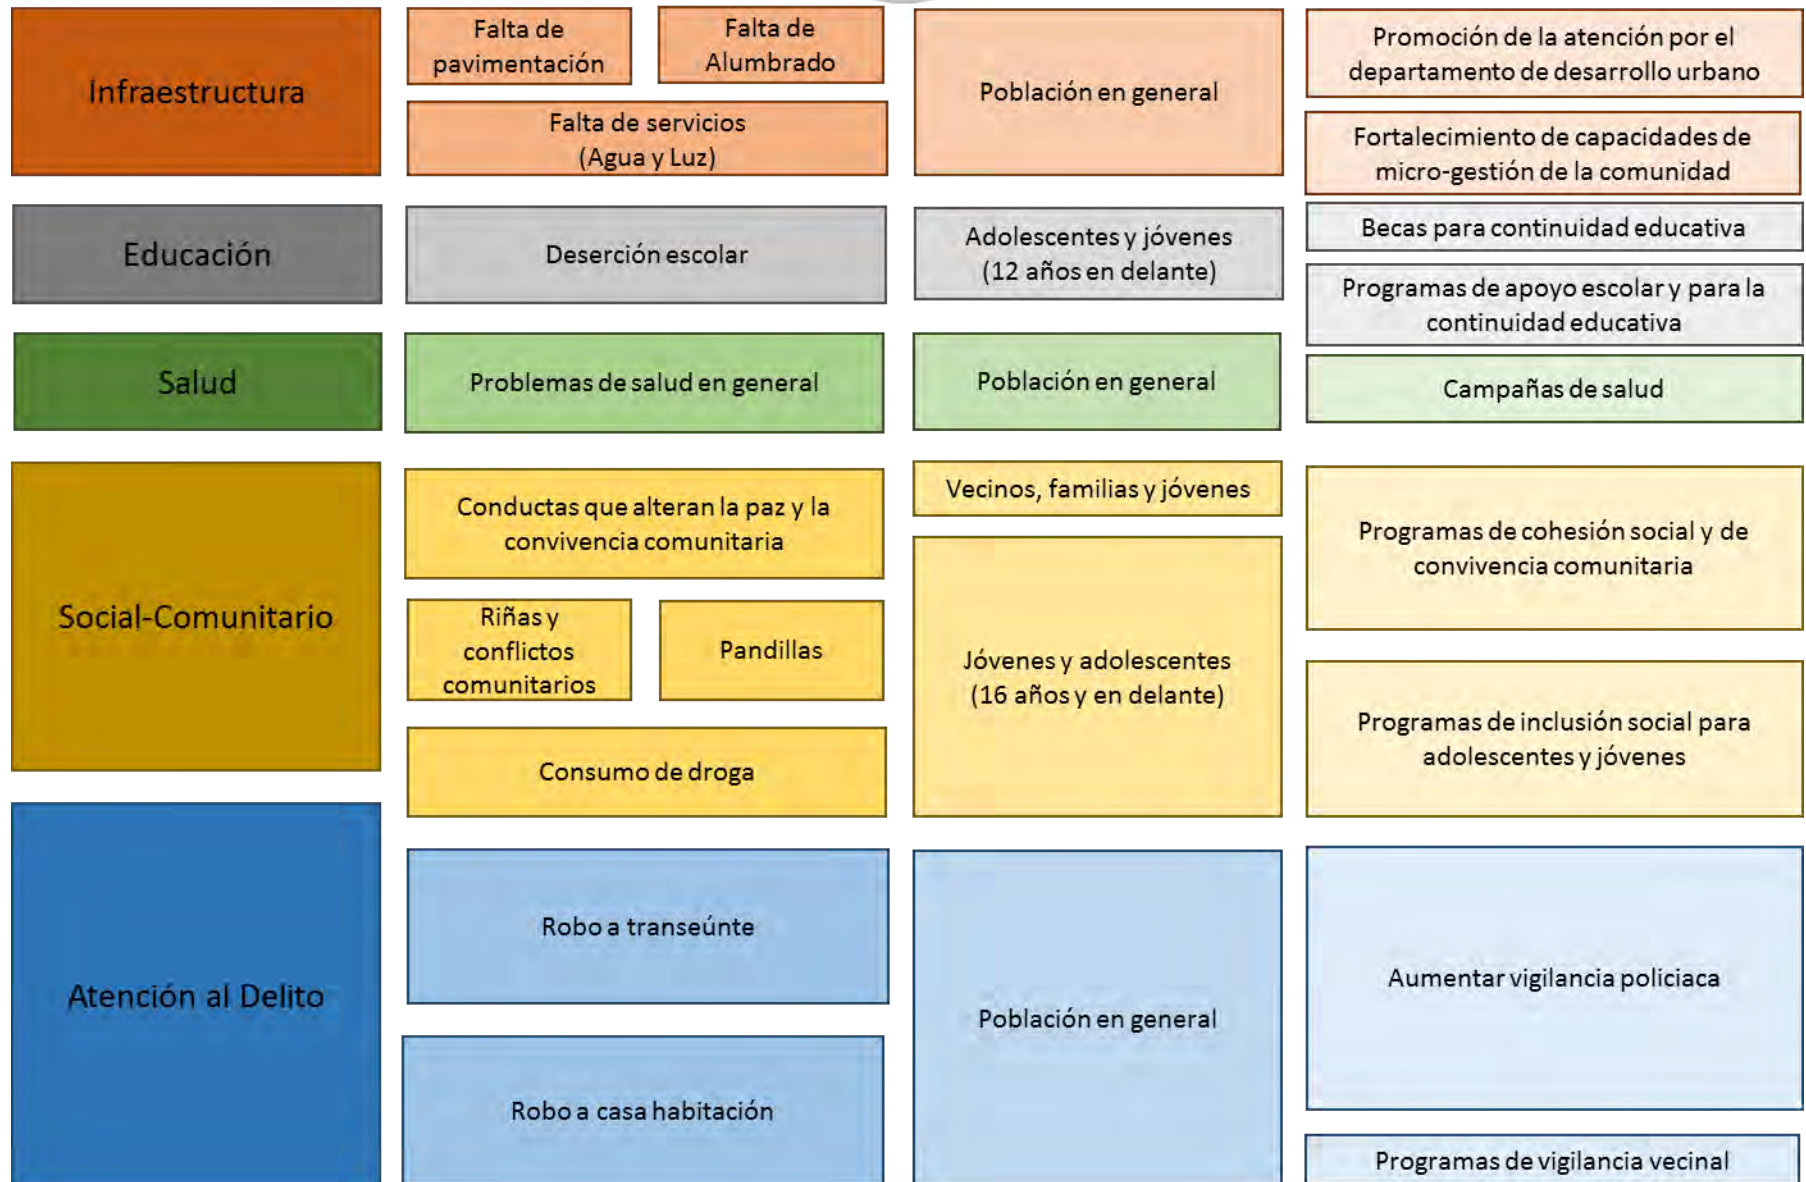 Infraestructura
Falta de
pavimentación
Falta de
Alumbrado
Falta de servicios
(Agua y Luz)
Población en general
Promoción de la atención por el
departamento de desarrollo urbano
Fortalecimiento de capacidades de
micro-gestión de la comunidad
Educación
Deserción escolar
Adolescentes y jóvenes
(12 años en delante)
Becas para continuidad educativa
Programas de apoyo escolar y para la
continuidad educativa
Salud
Problemas de salud en general
Población en general
Campañas de salud
Social-Comunitario
Conductas que alteran la paz y la
convivencia comunitaria
Riñas y
conflictos
comunitarios
Pandillas
Consumo de droga
Vecinos, familias y jóvenes
Jóvenes y adolescentes
(16 años y en delante)
Programas de cohesión social y de
convivencia comunitaria
Programas de inclusión social para
adolescentes y jóvenes
Atención al Delito
Robo a transeúnte
Robo a casa habitación
Población en general
Aumentar vigilancia policiaca
Programas de vigilancia vecinal